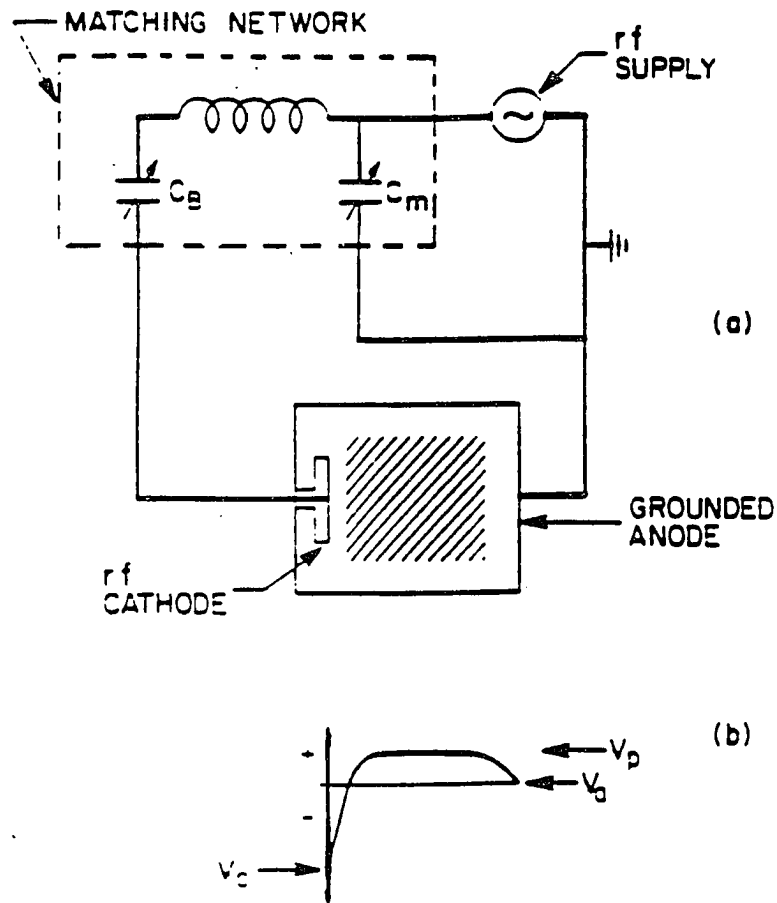 MATCHING NETWORK
rf
SUPPLY
C_B
C_m
(a)
GROUNDED
ANODE
rf
CATHODE
(b)
+
V_p
V_a
-
V_c